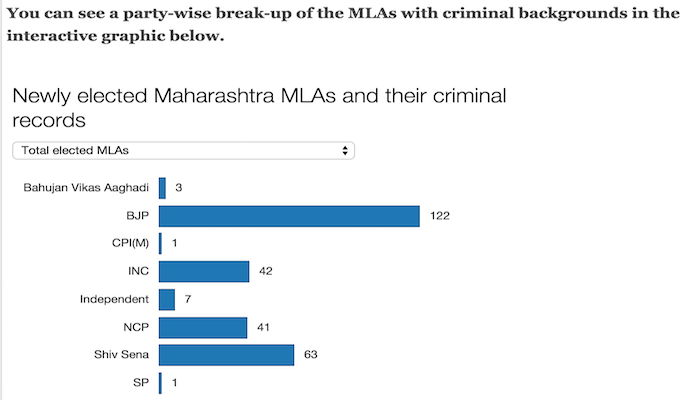 You can see a party-wise break-up of the MLAs with criminal backgrounds in the
interactive graphic below.
Newly elected Maharashtra MLAs and their criminal
records
Total elected MLAs
Bahujan Vikas Aaghadi 3
BJP 122
CPI(M) 1
INC 42
Independent 7
NCP 41
Shiv Sena 63
SP 1